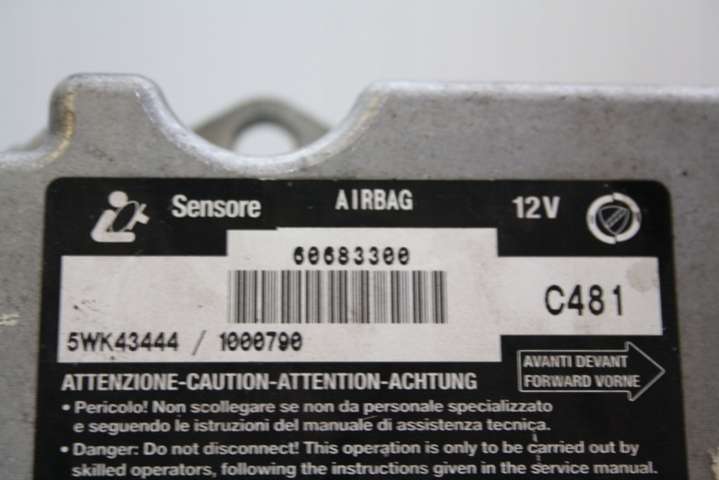 Sensore AIRBAG 12V
60683300
C481
5WK43444 / 1000790
AVANTI DEVANT
FORWARD VORNE
ATTENZIONE-CAUTION-ATTENTION-ACHTUNG
• Pericolo! Non scollegare se non da personale specializzato
e seguendo le istruzioni del manuale di assistenza tecnica.
• Danger: Do not disconnect! This operation is only to be carried out by
skilled operators, following the instructions given in the service manual.